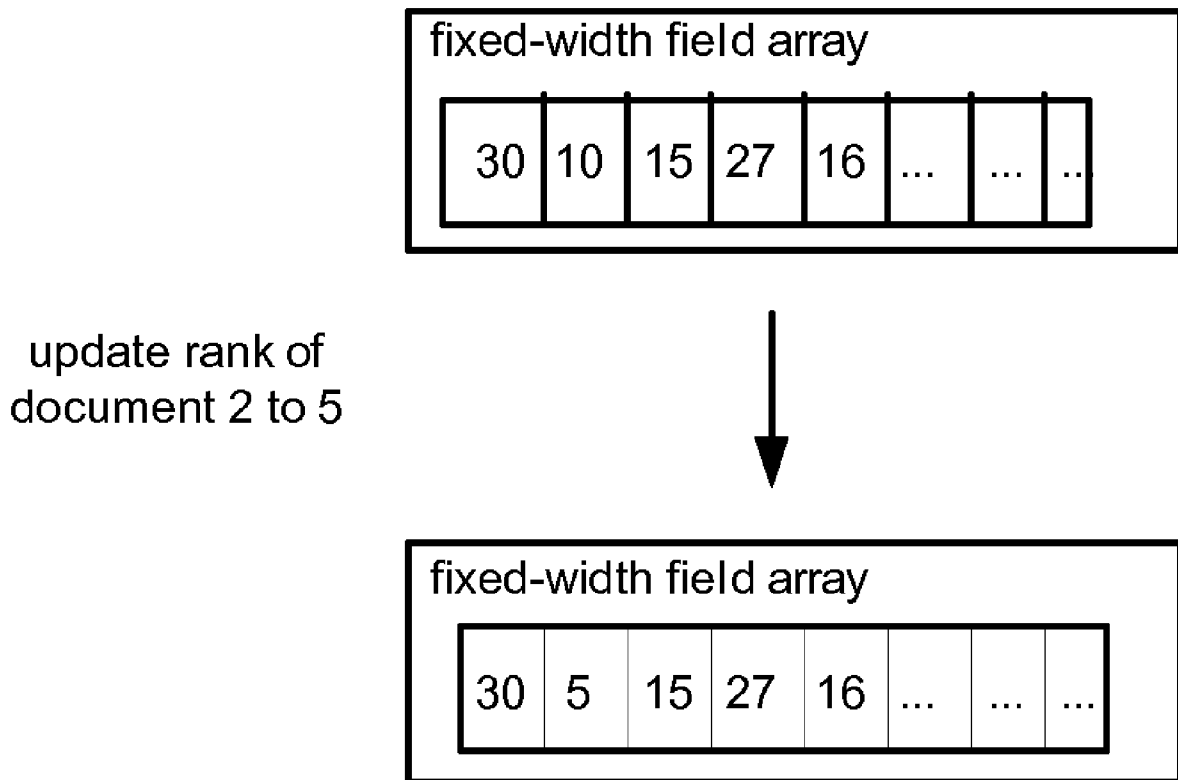 fixed-width field array
30 10 15 27 16 ... ... ...
update rank of
document 2 to 5
fixed-width field array
30 5 15 27 16 ... ... ...